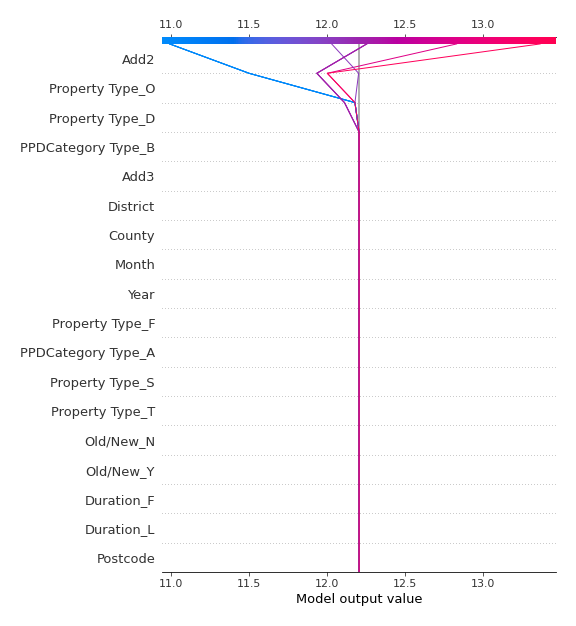 11.0 11.5 12.0 12.5 13.0
Add2
Property Type_O
Property Type_D
PPDCategory Type_B
Add3
District
County
Month
Year
Property Type_F
PPDCategory Type_A
Property Type_S
Property Type_T
Old/New_N
Old/New_Y
Duration_F
Duration_L
Postcode
11.0 11.5 12.0 12.5 13.0
Model output value